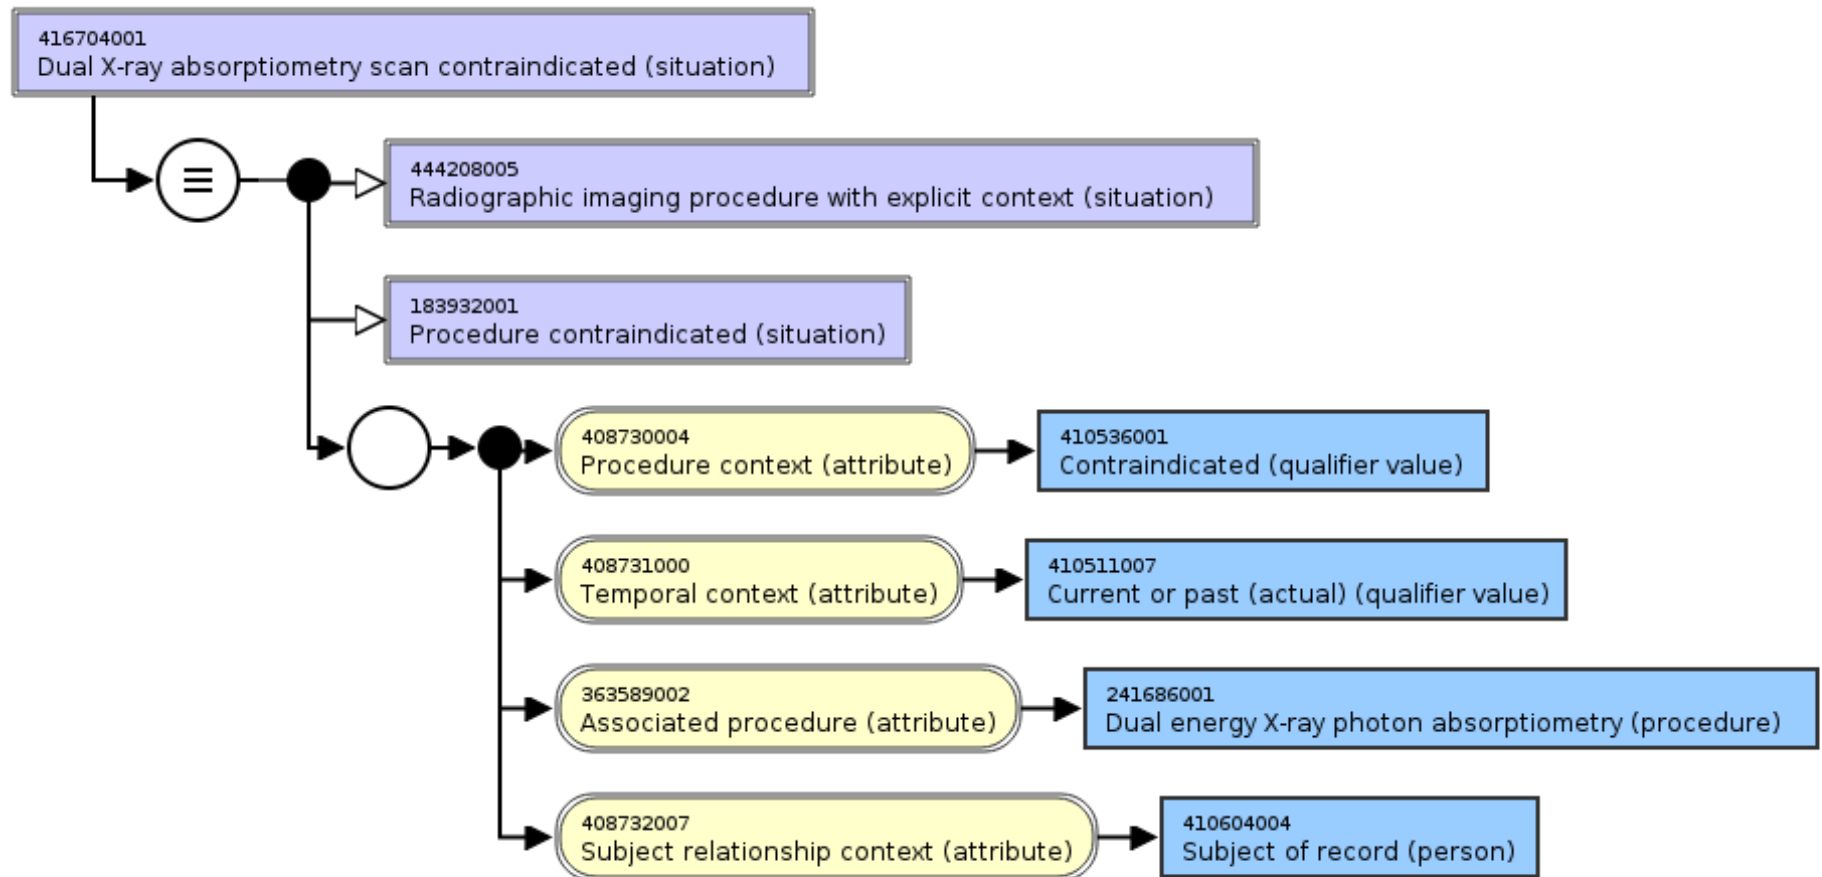 416704001
Dual X-ray absorptiometry scan contraindicated (situation)
444208005
Radiographic imaging procedure with explicit context (situation)
183932001
Procedure contraindicated (situation)
408730004
Procedure context (attribute)
410536001
Contraindicated (qualifier value)
408731000
Temporal context (attribute)
410511007
Current or past (actual) (qualifier value)
363589002
Associated procedure (attribute)
241686001
Dual energy X-ray photon absorptiometry (procedure)
408732007
Subject relationship context (attribute)
410604004
Subject of record (person)